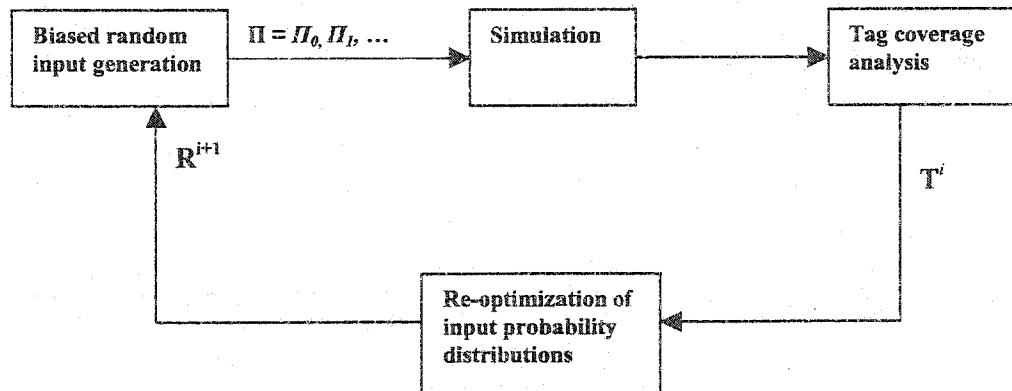 Biased random
input generation
Π = Π₀, Π₁, ...
Simulation
Tag coverage
analysis
Rⁱ⁺¹
Tⁱ
Re-optimization of
input probability
distributions